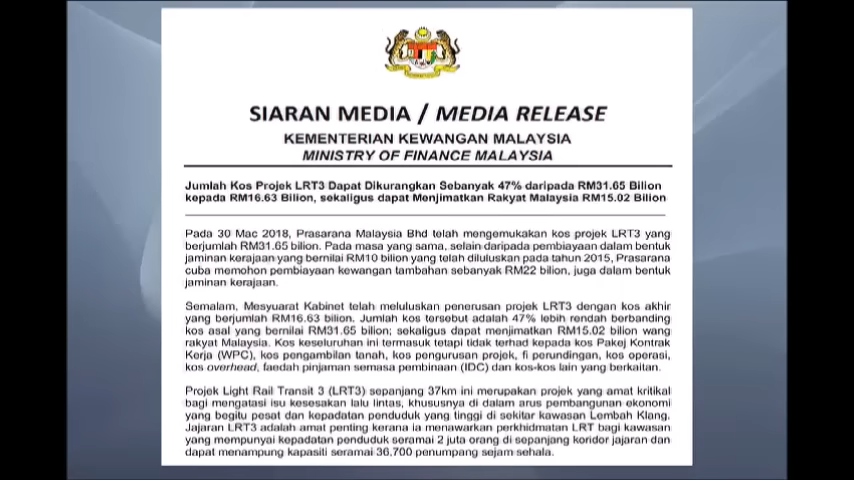 SIARAN MEDIA / MEDIA RELEASE
KEMENTERIAN KEWANGAN MALAYSIA
MINISTRY OF FINANCE MALAYSIA
Jumlah Kos Projek LRT3 Dapat Dikurangkan Sebanyak 47% daripada RM31.65 Bilion
kepada RM16.63 Bilion, sekaligus dapat Menjimatkan Rakyat Malaysia RM15.02 Bilion
Pada 30 Mac 2018, Prasarana Malaysia Bhd telah mengemukakan kos projek LRT3 yang
berjumlah RM31.65 bilion. Pada masa yang sama, selain daripada pembiayaan dalam bentuk
jaminan kerajaan yang bernilai RM10 bilion yang telah diluluskan pada tahun 2015, Prasarana
cuba memohon pembiayaan kewangan tambahan sebanyak RM22 bilion, juga dalam bentuk
jaminan kerajaan.
Semalam, Mesyuarat Kabinet telah meluluskan penerusan projek LRT3 dengan kos akhir
yang berjumlah RM16.63 bilion. Jumlah kos tersebut adalah 47% lebih rendah berbanding
kos asal yang bernilai RM31.65 bilion; sekaligus dapat menjimatkan RM15.02 bilion wang
rakyat Malaysia. Kos keseluruhan ini termasuk tetapi tidak terhad kepada kos Pakej Kontrak
Kerja (WPC), kos pengambilan tanah, kos pengurusan projek, fi perundingan, kos operasi,
kos overhead, faedah pinjaman semasa pembinaan (IDC) dan kos-kos lain yang berkaitan.
Projek Light Rail Transit 3 (LRT3) sepanjang 37km ini merupakan projek yang amat kritikal
bagi mengatasi isu kesesakan lalu lintas, khususnya di dalam arus pembangunan ekonomi
yang begitu pesat dan kepadatan penduduk yang tinggi di sekitar kawasan Lembah Klang.
Jajaran LRT3 adalah amat penting kerana ia menawarkan perkhidmatan LRT bagi kawasan
yang mempunyai kepadatan penduduk seramai 2 juta orang di sepanjang koridor jajaran dan
dapat menampung kapasiti seramai 36,700 penumpang sejam sehala.